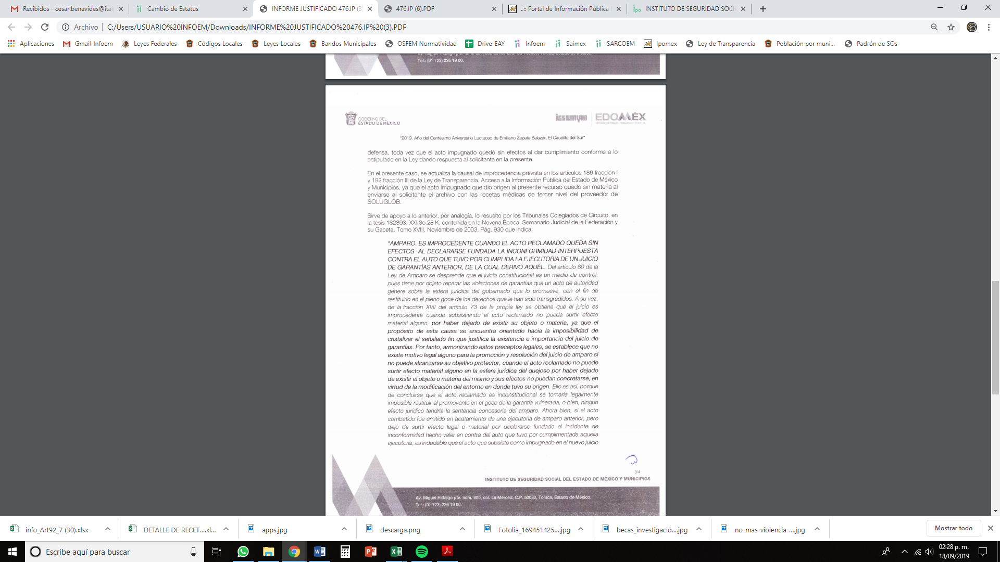 Recibidos - cesar.benavides@itai
Cambio de Estatus
INFORME JUSTIFICADO 476.IP (3
476.IP (6).PDF
..:: Portal de Información Pública
INSTITUTO DE SEGURIDAD SOCI
Archivo
C:/Users/USUARIO%20INFOEM/Downloads/INFORME%20JUSTIFICADO%20476.IP%20(3).PDF
Aplicaciones
Gmail-Infoem
Leyes Federales
Códigos Locales
Leyes Locales
Bandos Municipales
OSFEM Normatividad
Drive-EAY
Infoem
Saimex
SARCOEM
Ipomex
Ley de Transparencia
Población por muni...
Padrón de SOs
Tel.: (01 722) 226 19 00.
GOBIERNO DEL
ESTADO DE MÉXICO
issemym
EDOMÉX
"2019. Año del Centésimo Aniversario Luctuoso de Emiliano Zapata Salazar, El Caudillo del Sur"
defensa, toda vez que el acto impugnado quedó sin efectos al dar cumplimiento conforme a lo
estipulado en la Ley dando respuesta al solicitante en la presente.
En el presente caso, se actualiza la causal de improcedencia prevista en los artículos 186 fracción I
y 192 fracción III de la Ley de Transparencia, Acceso a la Información Pública del Estado de México
y Municipios, ya que el acto impugnado que dio origen al presente recurso quedó sin materia al
enviarse al solicitante el archivo con las recetas médicas de tercer nivel del proveedor de
SOLUGLOB.
Sirve de apoyo a lo anterior, por analogía, lo resuelto por los Tribunales Colegiados de Circuito, en
la tesis 182893, XXI.3o.28 K, contenida en la Novena Época, Semanario Judicial de la Federación y
su Gaceta. Tomo XVIII, Noviembre de 2003, Pág. 930 que indica:
"AMPARO. ES IMPROCEDENTE CUANDO EL ACTO RECLAMADO QUEDA SIN
EFECTOS AL DECLARARSE FUNDADA LA INCONFORMIDAD INTERPUESTA
CONTRA EL AUTO QUE TUVO POR CUMPLIDA LA EJECUTORIA DE UN JUICIO
DE GARANTÍAS ANTERIOR, DE LA CUAL DERIVÓ AQUÉL. Del artículo 80 de la
Ley de Amparo se desprende que el juicio constitucional es un medio de control,
pues tiene por objeto reparar las violaciones de garantías que un acto de autoridad
genere sobre la esfera jurídica del gobernado que lo promueve, con el fin de
restituirlo en el pleno goce de los derechos que le han sido transgredidos. A su vez,
de la fracción XVII del artículo 73 de la propia ley se obtiene que el juicio es
improcedente cuando subsistiendo el acto reclamado no pueda surtir efecto
material alguno, por haber dejado de existir su objeto o materia, ya que el
propósito de esta causa se encuentra orientado hacia la imposibilidad de
cristalizar el señalado fin que justifica la existencia e importancia del juicio de
garantías. Por tanto, armonizando estos preceptos legales, se establece que no
existe motivo legal alguno para la promoción y resolución del juicio de amparo si
no puede alcanzarse su objetivo protector, cuando el acto reclamado no puede
surtir efecto material alguno en la esfera jurídica del quejoso por haber dejado
de existir el objeto o materia del mismo y sus efectos no puedan concretarse, en
virtud de la modificación del entorno en donde tuvo su origen. Ello es así, porque
de concluirse que el acto reclamado es inconstitucional se tornaría legalmente
imposible restituir al promovente en el goce de la garantía vulnerada, o bien, ningún
efecto jurídico tendría la sentencia concesoria del amparo. Ahora bien, si el acto
combatido fue emitido en acatamiento de una ejecutoria de amparo anterior, pero
dejó de surtir efecto legal o material por declararse fundado el incidente de
inconformidad hecho valer en contra del auto que tuvo por cumplimentada aquella
ejecutoria, es indudable que el acto que subsiste como impugnado en el nuevo juicio
3/4
INSTITUTO DE SEGURIDAD SOCIAL DEL ESTADO DE MÉXICO Y MUNICIPIOS
Av. Miguel Hidalgo pte. núm. 600, col. La Merced, C.P. 50080, Toluca, Estado de México.
Tel.: (01 722) 226 19 00.
info_Art92_7 (30).xlsx
DETALLE DE RECET....xl...
apps.jpg
descarga.png
Fotolia_169451425....jpg
becas_investigació....jpg
no-mas-violencia-....jpg
Mostrar todo
Escribe aquí para buscar
02:28 p. m.
18/09/2019